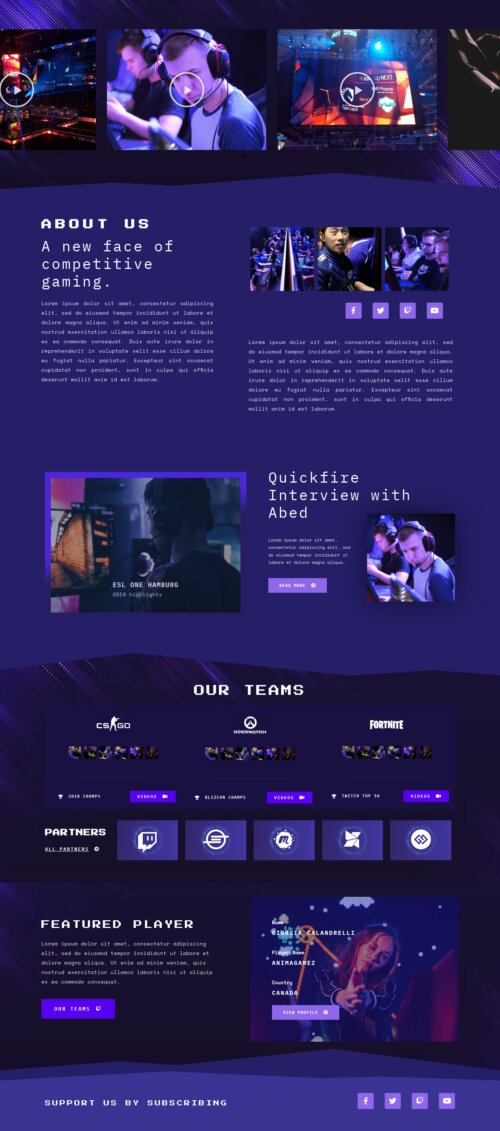 UP NEXT
ABOUT US
A new face of
competitive
gaming.
Lorem ipsum dolor sit amet, consectetur adipiscing
elit, sed do eiusmod tempor incididunt ut labore et
dolore magna aliqua. Ut enim ad minim veniam, quis
nostrud exercitation ullamco laboris nisi ut aliquip
ex ea commodo consequat. Duis aute irure dolor in
reprehenderit in voluptate velit esse cillum dolore
eu fugiat nulla pariatur. Excepteur sint occaecat
cupidatat non proident, sunt in culpa qui officia
deserunt mollit anim id est laborum.
Lorem ipsum dolor sit amet, consectetur adipiscing elit, sed
do eiusmod tempor incididunt ut labore et dolore magna aliqua.
Ut enim ad minim veniam, quis nostrud exercitation ullamco
laboris nisi ut aliquip ex ea commodo consequat. Duis aute
irure dolor in reprehenderit in voluptate velit esse cillum
dolore eu fugiat nulla pariatur. Excepteur sint occaecat
cupidatat non proident, sunt in culpa qui officia deserunt
mollit anim id est laborum.
ESL ONE HAMBURG
2018 highlights
Quickfire
Interview with
Abed
Lorem ipsum dolor sit amet,
consectetur adipiscing elit, sed
do eiusmod tempor incididunt ut
labore et dolore magna aliqua.
READ MORE
OUR TEAMS
CS GO
OVERWATCH
FORTNITE
2018 CHAMPS
VIDEOS
BLIZCON CHAMPS
VIDEOS
TWITCH TOP 10
VIDEOS
PARTNERS
ALL PARTNERS
FEATURED PLAYER
Lorem ipsum dolor sit amet, consectetur adipiscing
elit, sed do eiusmod tempor incididunt ut labore et
dolore magna aliqua. Ut enim ad minim veniam, quis
nostrud exercitation ullamco laboris nisi ut aliquip
ex ea commodo consequat.
OUR TEAMS
Name
GIORGIA CALANDRELLI
Player Name
ANIMAGAMEZ
Country
CANADA
VIEW PROFILE
SUPPORT US BY SUBSCRIBING